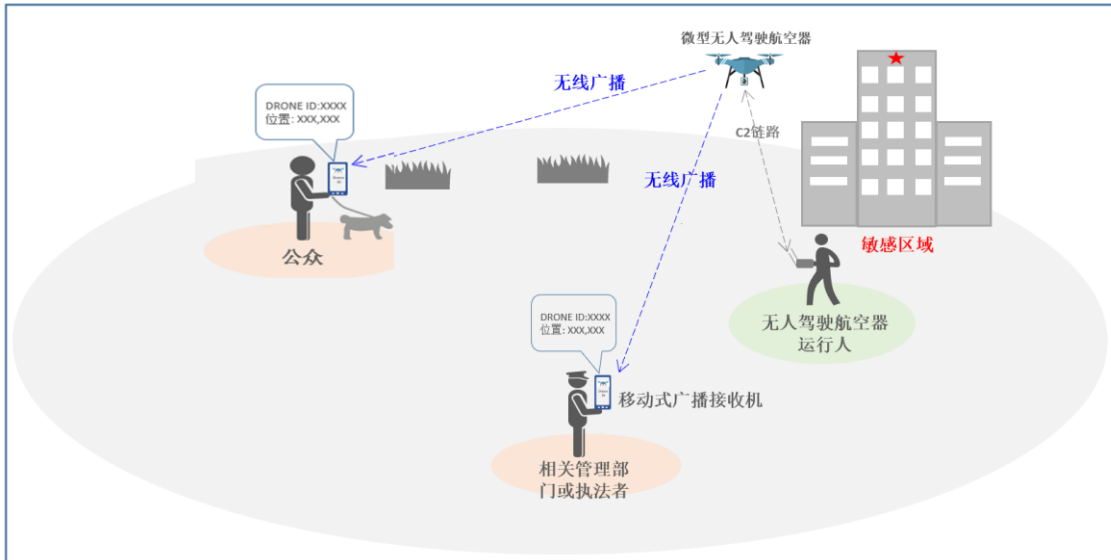 微型无人驾驶航空器
无线广播
DRONE ID:XXXX
位置: XXX,XXX
C2链路
无线广播
敏感区域
公众
DRONE ID:XXXX
位置: XXX,XXX
无人驾驶航空器
运行人
移动式广播接收机
相关管理部
门或执法者